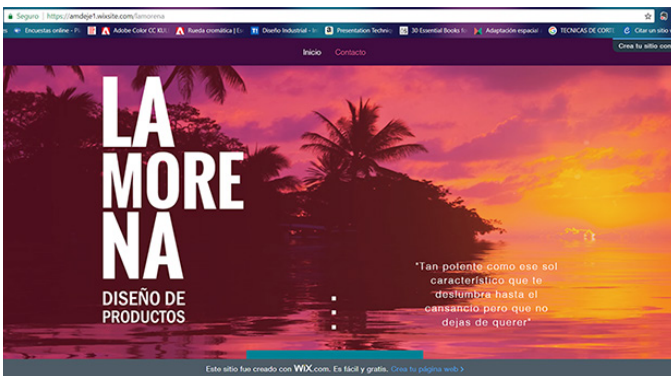 Seguro | https://amdeje1.wixsite.com/lamorena
Encuestas online - Adobe Color CC Rueda cromática | Diseño Industrial - Presentation 30 Essential Books Adaptación espacial TECNICAS DE CORTE Citar un sitio
Crea tu sitio con
Inicio Contacto
LA
MORE
NA
DISEÑO DE
PRODUCTOS
"Tan potente como ese sol
característico que te
deslumbra hasta el
cansancio pero que no
dejas de querer"
Este sitio fue creado con WiX.com. Es fácil y gratis. Crea tu página web >